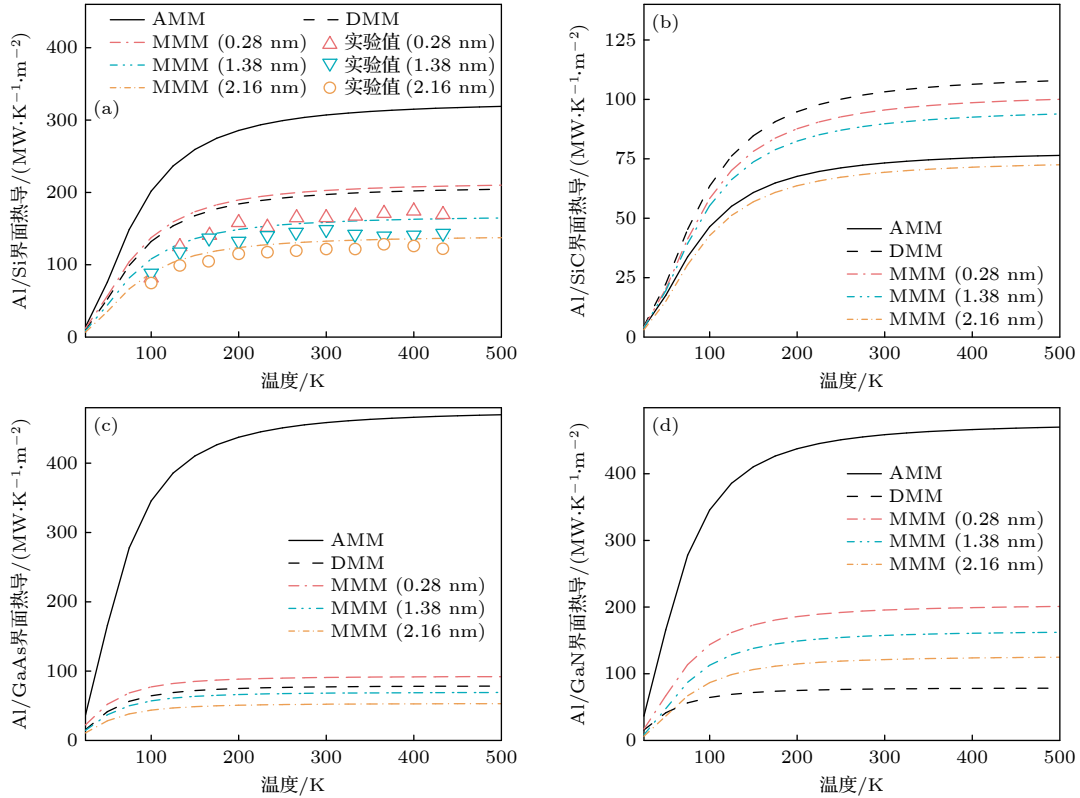 AMM
DMM
MMM (0.28 nm)
实验值 (0.28 nm)
MMM (1.38 nm)
实验值 (1.38 nm)
MMM (2.16 nm)
实验值 (2.16 nm)
(a)
Al/Si界面热导/(MW·K⁻¹·m⁻²)
400
300
200
100
0
100 200 300 400 500
温度/K
(b)
Al/SiC界面热导/(MW·K⁻¹·m⁻²)
125
100
75
50
25
0
AMM
DMM
MMM (0.28 nm)
MMM (1.38 nm)
MMM (2.16 nm)
100 200 300 400 500
温度/K
(c)
Al/GaAs界面热导/(MW·K⁻¹·m⁻²)
400
300
200
100
0
AMM
DMM
MMM (0.28 nm)
MMM (1.38 nm)
MMM (2.16 nm)
100 200 300 400 500
温度/K
(d)
Al/GaN界面热导/(MW·K⁻¹·m⁻²)
400
300
200
100
0
AMM
DMM
MMM (0.28 nm)
MMM (1.38 nm)
MMM (2.16 nm)
100 200 300 400 500
温度/K